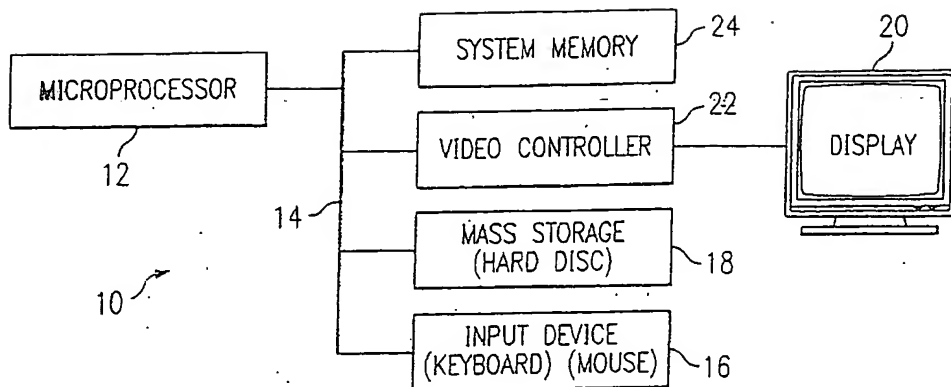 MICROPROCESSOR
12
14
10
SYSTEM MEMORY
24
VIDEO CONTROLLER
22
MASS STORAGE
(HARD DISC)
18
INPUT DEVICE
(KEYBOARD) (MOUSE)
16
20
DISPLAY